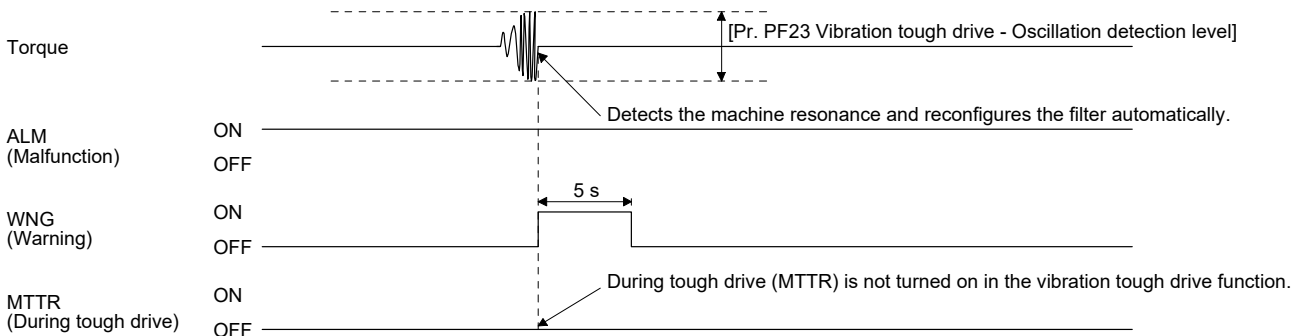 Torque
[Pr. PF23 Vibration tough drive - Oscillation detection level]
Detects the machine resonance and reconfigures the filter automatically.
ALM
(Malfunction)
ON
OFF
5 s
WNG
(Warning)
ON
OFF
During tough drive (MTTR) is not turned on in the vibration tough drive function.
MTTR
(During tough drive)
ON
OFF